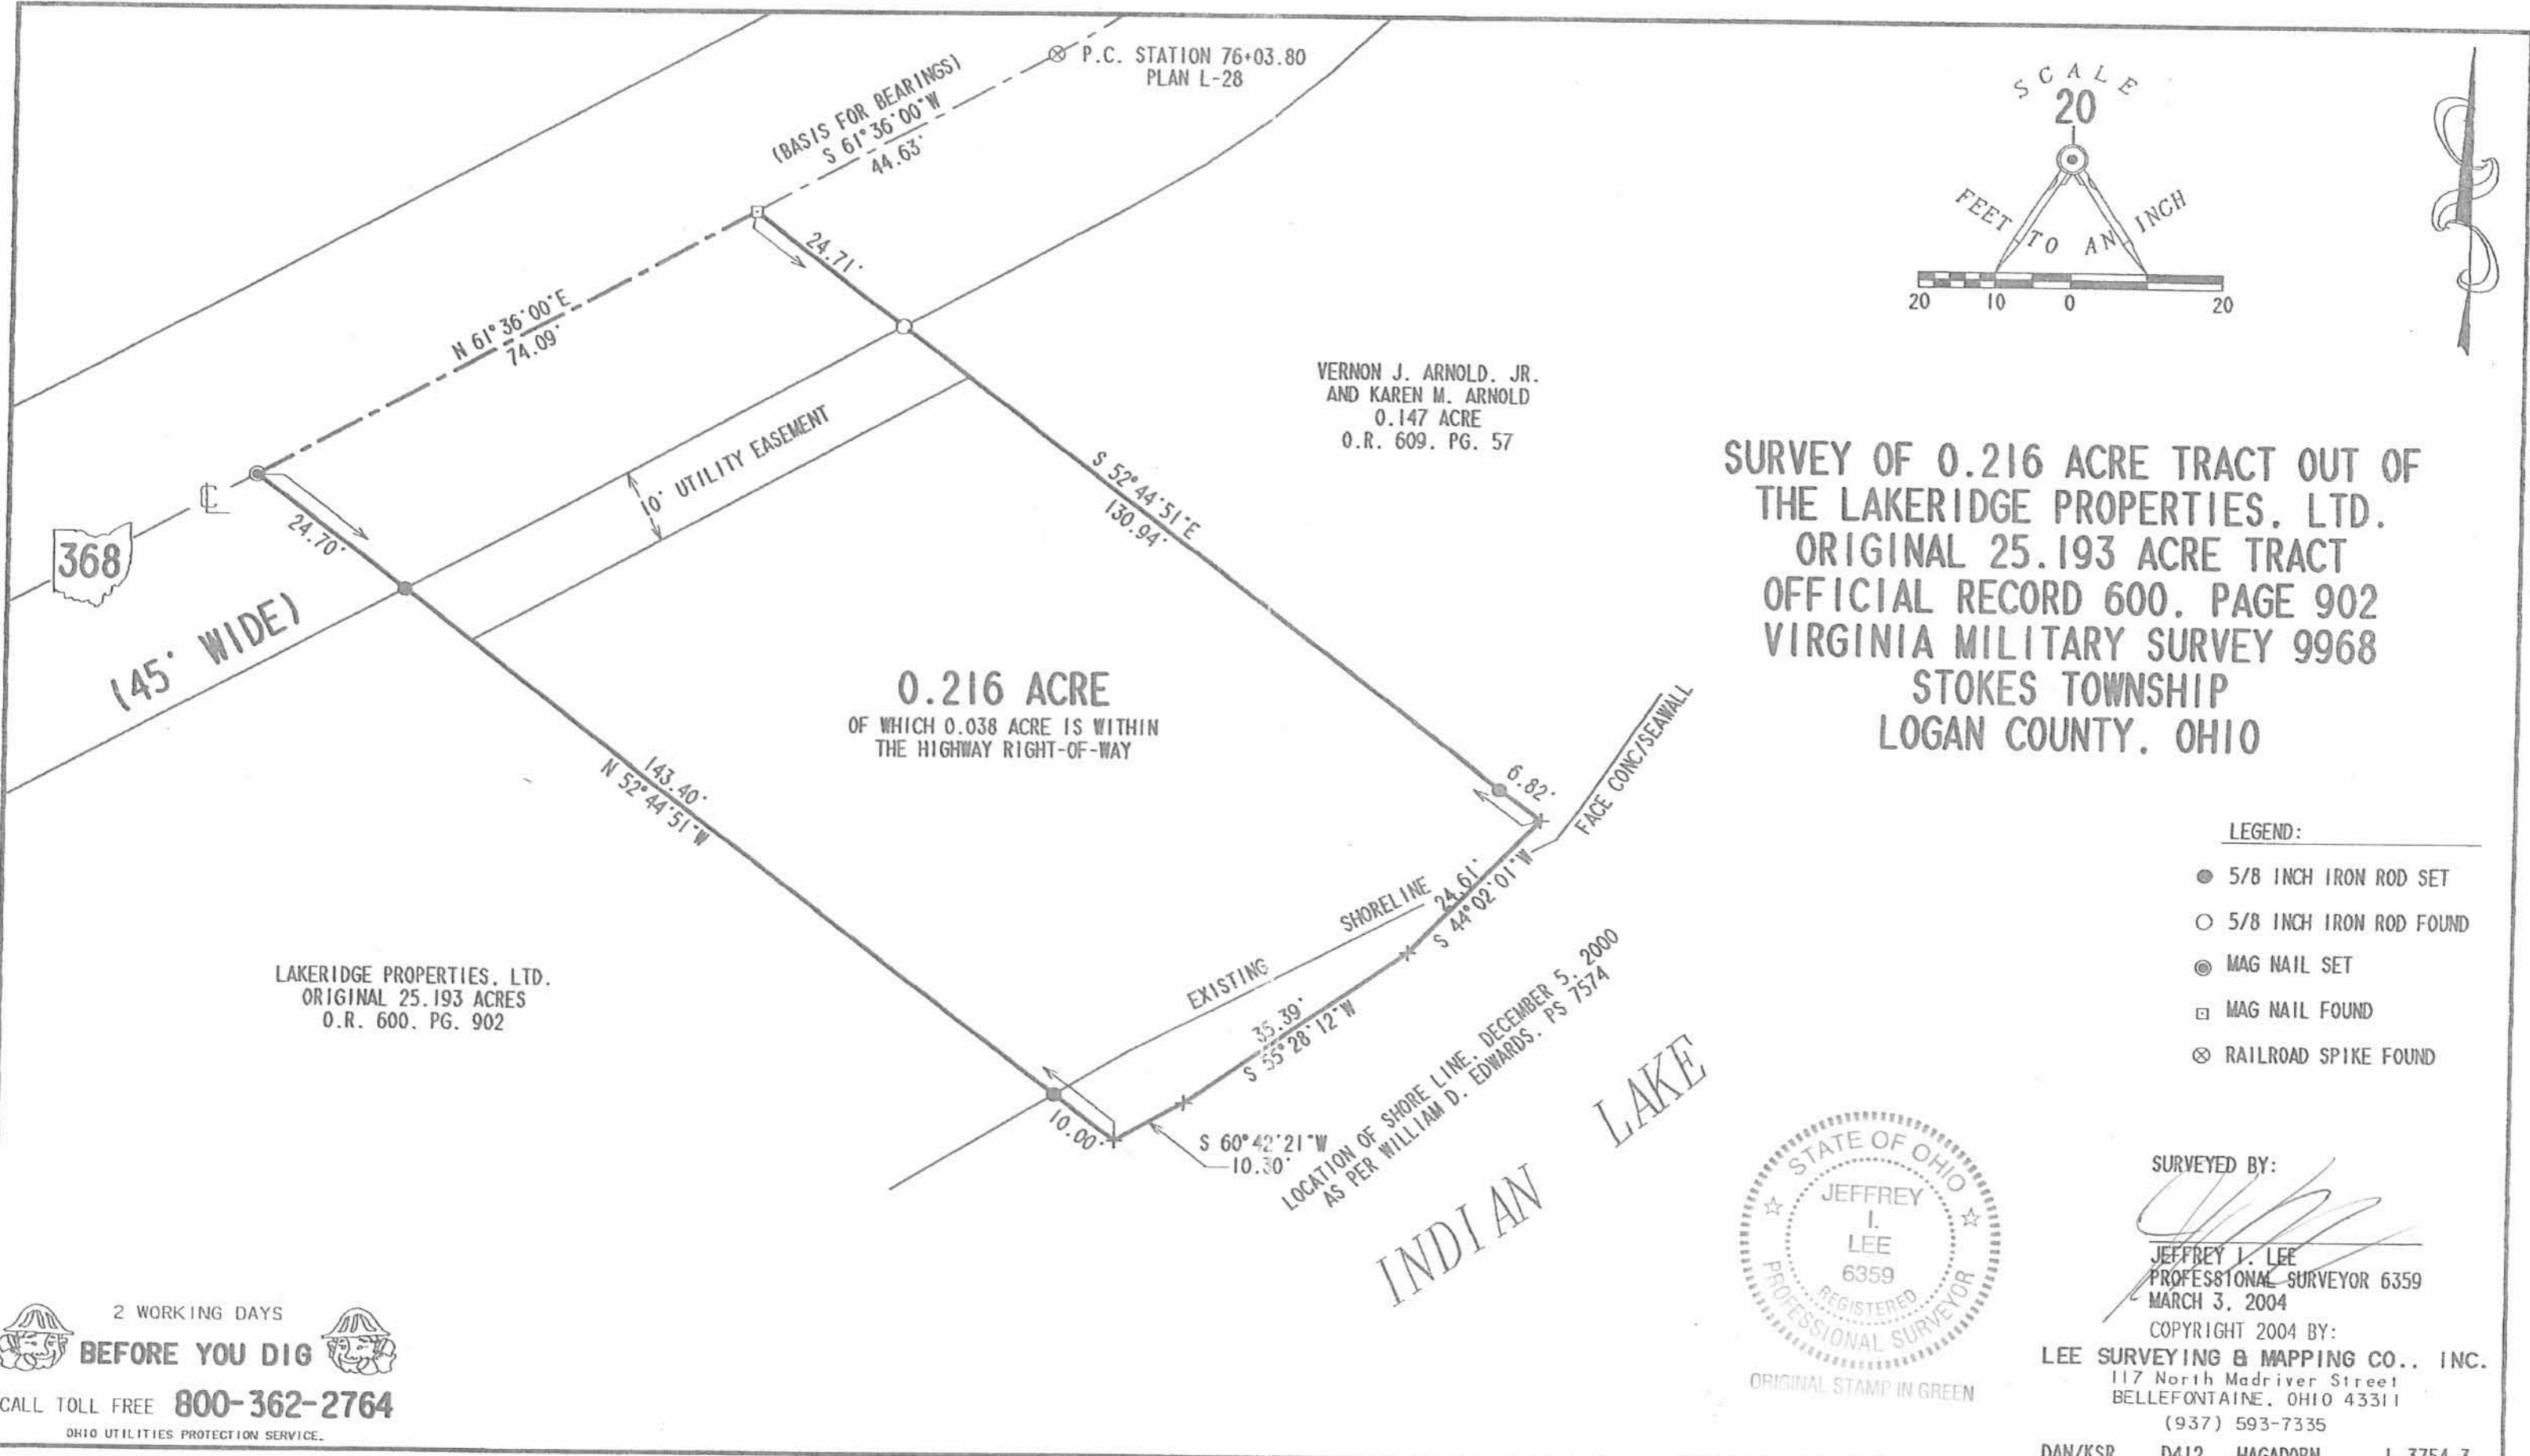 P.C. STATION 76+03.80
PLAN L-28
(BASIS FOR BEARINGS)
S 61°36'00"W
44.63'
24.71'
N 61°36'00"E
74.09'
℄
24.70'
368
(45' WIDE)
10' UTILITY EASEMENT
VERNON J. ARNOLD, JR.
AND KAREN M. ARNOLD
0.147 ACRE
O.R. 609, PG. 57
S 52°44'51"E
130.94'
0.216 ACRE
OF WHICH 0.038 ACRE IS WITHIN
THE HIGHWAY RIGHT-OF-WAY
143.40'
N 52°44'51"W
6.82'
FACE CONC/SEAWALL
24.61'
S 44°02'01"W
EXISTING SHORELINE
35.39'
S 55°28'12"W
10.00'
S 60°42'21"W
10.30'
LOCATION OF SHORE LINE, DECEMBER 5, 2000
AS PER WILLIAM D. EDWARDS, PS 7574
INDIAN LAKE
LAKERIDGE PROPERTIES, LTD.
ORIGINAL 25.193 ACRES
O.R. 600, PG. 902
2 WORKING DAYS
BEFORE YOU DIG
CALL TOLL FREE 800-362-2764
OHIO UTILITIES PROTECTION SERVICE.
SCALE
20
FEET TO AN INCH
20 10 0 20
SURVEY OF 0.216 ACRE TRACT OUT OF
THE LAKERIDGE PROPERTIES, LTD.
ORIGINAL 25.193 ACRE TRACT
OFFICIAL RECORD 600, PAGE 902
VIRGINIA MILITARY SURVEY 9968
STOKES TOWNSHIP
LOGAN COUNTY, OHIO
LEGEND:
5/8 INCH IRON ROD SET
5/8 INCH IRON ROD FOUND
MAG NAIL SET
MAG NAIL FOUND
RAILROAD SPIKE FOUND
STATE OF OHIO
JEFFREY
I.
LEE
6359
REGISTERED
PROFESSIONAL SURVEYOR
ORIGINAL STAMP IN GREEN
SURVEYED BY:
JEFFREY I. LEE
PROFESSIONAL SURVEYOR 6359
MARCH 3, 2004
COPYRIGHT 2004 BY:
LEE SURVEYING & MAPPING CO., INC.
117 North Madriver Street
BELLEFONTAINE, OHIO 43311
(937) 593-7335
DAN/KSR D412 HAGADORN L-3754-3